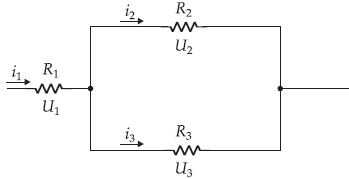 i₂ R₂
U₂
i₁ R₁
U₁
i₃ R₃
U₃